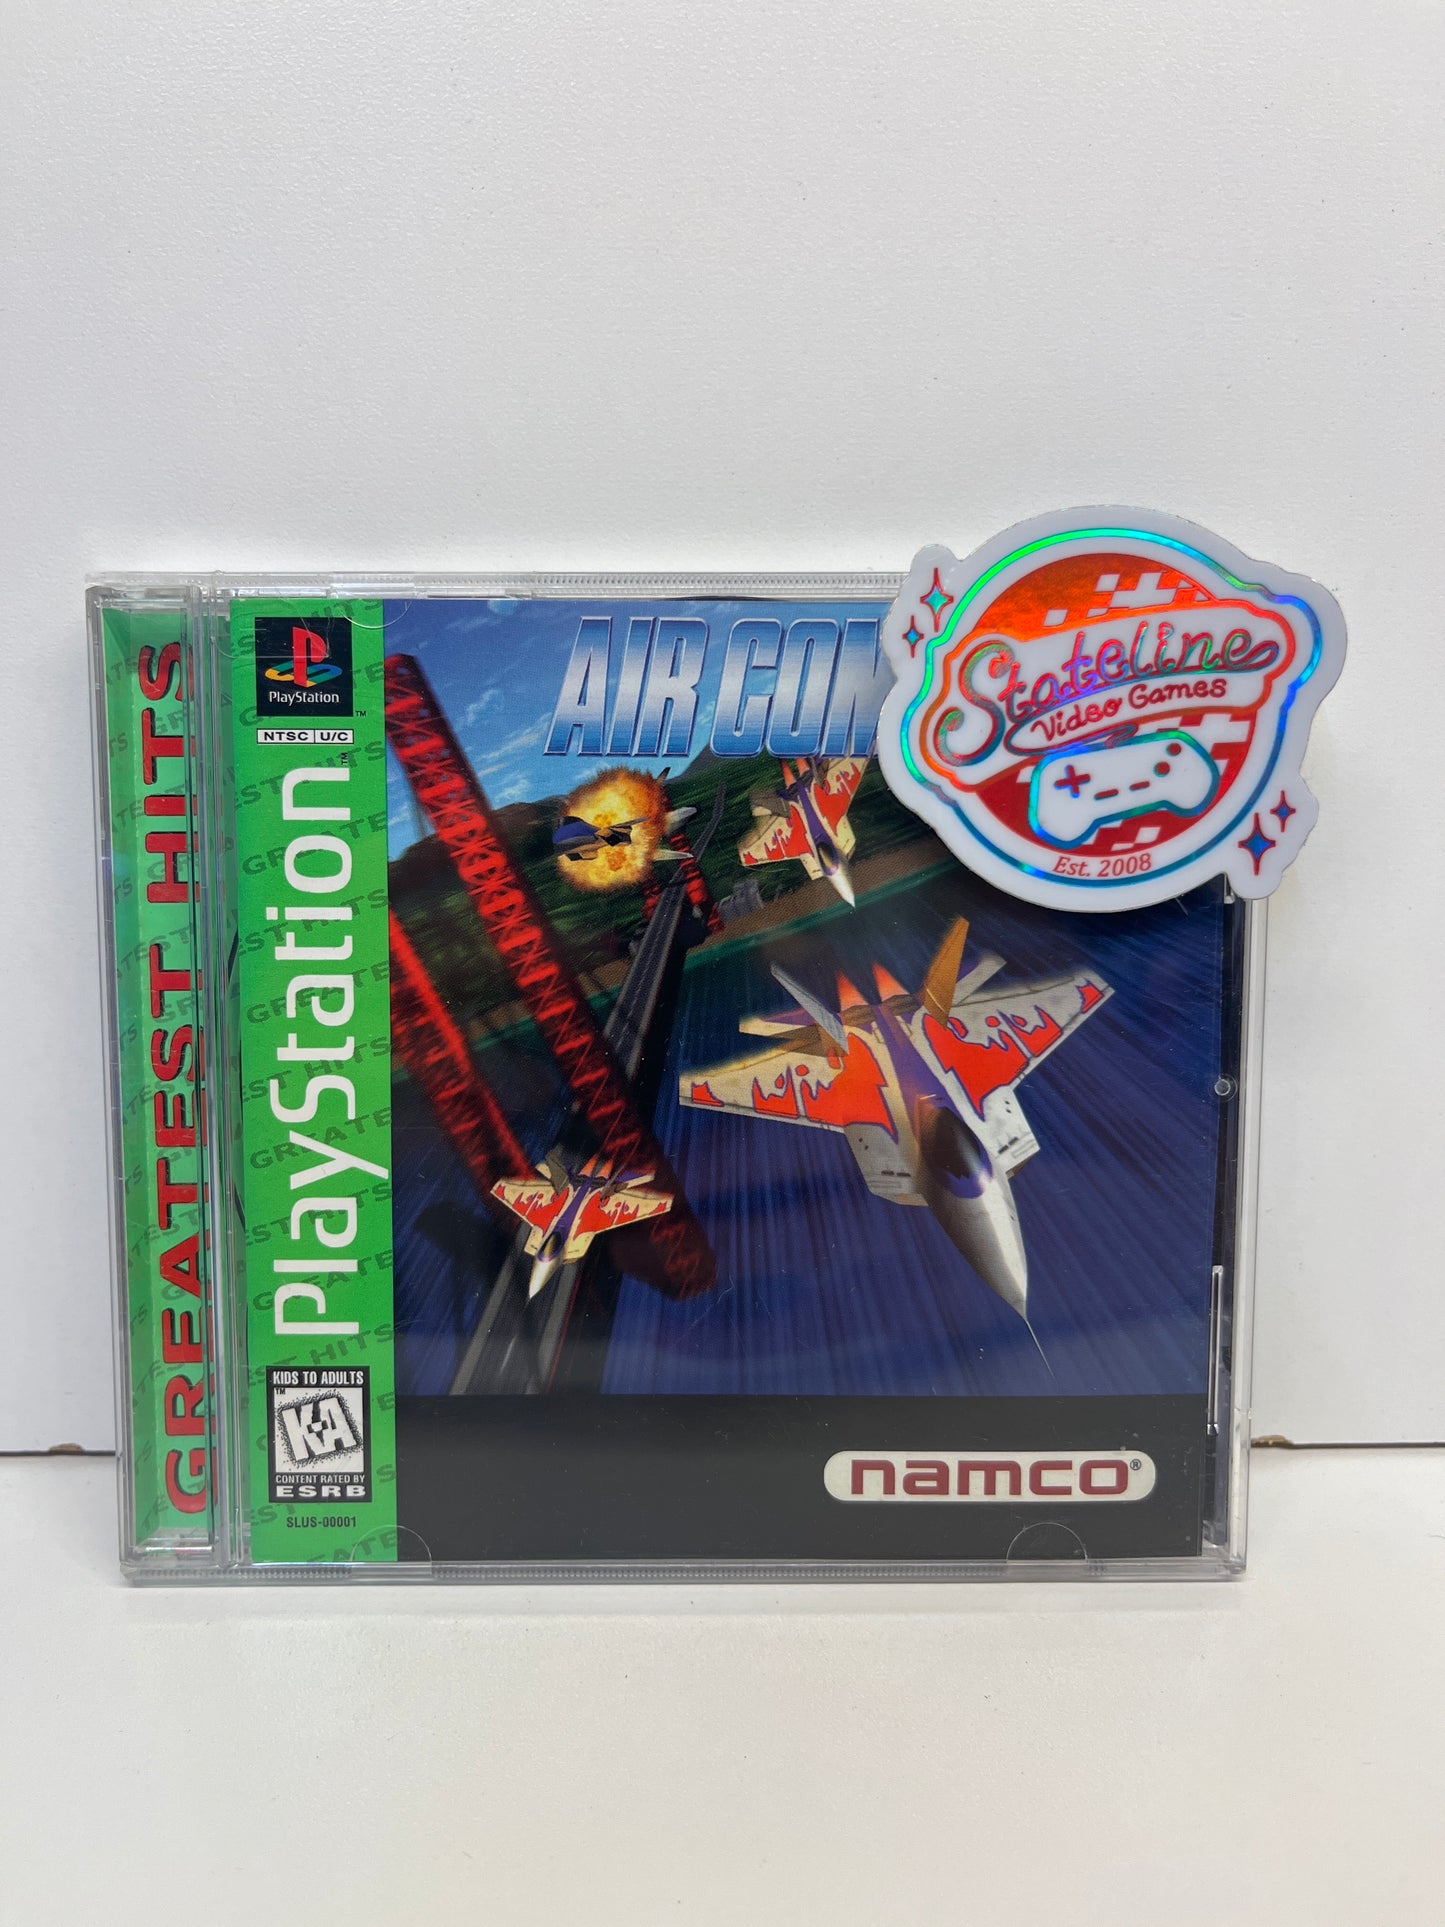 GREATEST HITS
PlayStation
NTSC U/C
PlayStation
KIDS TO ADULTS
K-A
CONTENT RATED BY
ESRB
SLUS-00001
AIR COM
Stateline
Video Games
Est. 2008
namco